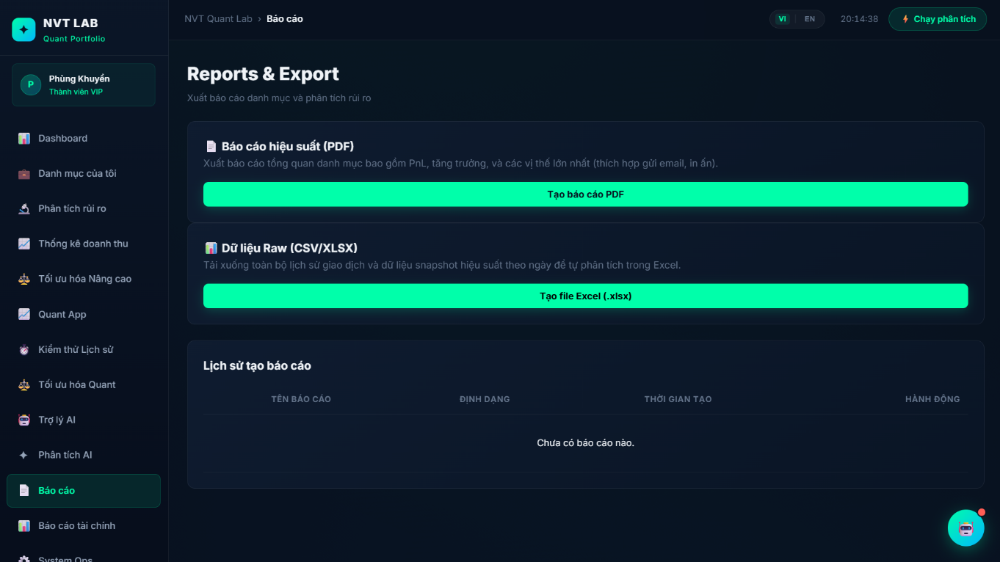 NVT LAB
Quant Portfolio
P
Phùng Khuyển
Thành viên VIP
Dashboard
Danh mục của tôi
Phân tích rủi ro
Thống kê doanh thu
Tối ưu hóa Nâng cao
Quant App
Kiểm thử Lịch sử
Tối ưu hóa Quant
Trợ lý AI
Phân tích AI
Báo cáo
Báo cáo tài chính
System Ops
NVT Quant Lab › Báo cáo
VI EN
20:14:38
Chạy phân tích
Reports & Export
Xuất báo cáo danh mục và phân tích rủi ro
Báo cáo hiệu suất (PDF)
Xuất báo cáo tổng quan danh mục bao gồm PnL, tăng trưởng, và các vị thế lớn nhất (thích hợp gửi email, in ấn).
Tạo báo cáo PDF
Dữ liệu Raw (CSV/XLSX)
Tải xuống toàn bộ lịch sử giao dịch và dữ liệu snapshot hiệu suất theo ngày để tự phân tích trong Excel.
Tạo file Excel (.xlsx)
Lịch sử tạo báo cáo
TÊN BÁO CÁO ĐỊNH DẠNG THỜI GIAN TẠO HÀNH ĐỘNG
Chưa có báo cáo nào.